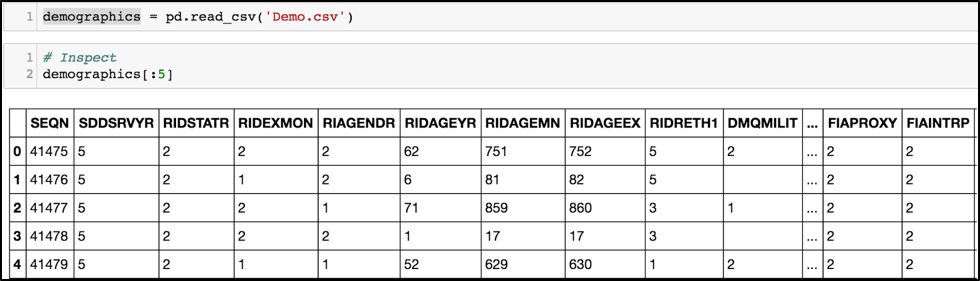 1 demographics = pd.read_csv('Demo.csv')
1 # Inspect
2 demographics[:5]
SEQN SDDSRVYR RIDSTATR RIDEXMON RIAGENDR RIDAGEYR RIDAGEMN RIDAGEEX RIDRETH1 DMQMILIT ... FIAPROXY FIAINTRP
0 41475 5 2 2 2 62 751 752 5 2 ... 2 2
1 41476 5 2 1 2 6 81 82 5 ... 2 2
2 41477 5 2 2 1 71 859 860 3 1 ... 2 2
3 41478 5 2 2 2 1 17 17 3 ... 2 2
4 41479 5 2 1 1 52 629 630 1 2 ... 2 2